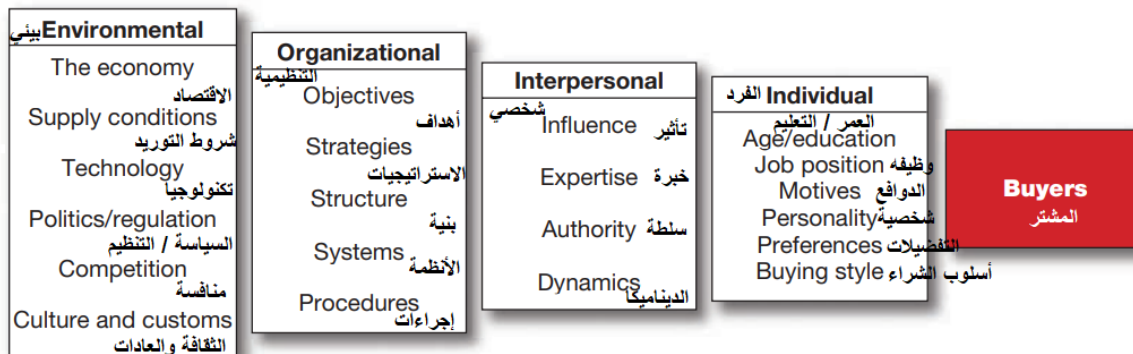 بيئي Environmental
The economy
الاقتصاد
Supply conditions
شروط التوريد
Technology
تكنولوجيا
Politics/regulation
السياسة / التنظيم
Competition
منافسة
Culture and customs
الثقافة والعادات
Organizational
التنظيمية
Objectives
أهداف
Strategies
الاستراتيجيات
Structure
بنية
Systems
الأنظمة
Procedures
إجراءات
Interpersonal
شخصي
Influence تأثير
Expertise خبرة
Authority سلطة
Dynamics
الديناميكا
Individual الفرد
العمر / التعليم
Age/education
Job position وظيفه
Motives الدوافع
Personality شخصية
Preferences التفضيلات
Buying style أسلوب الشراء
Buyers
المشتر